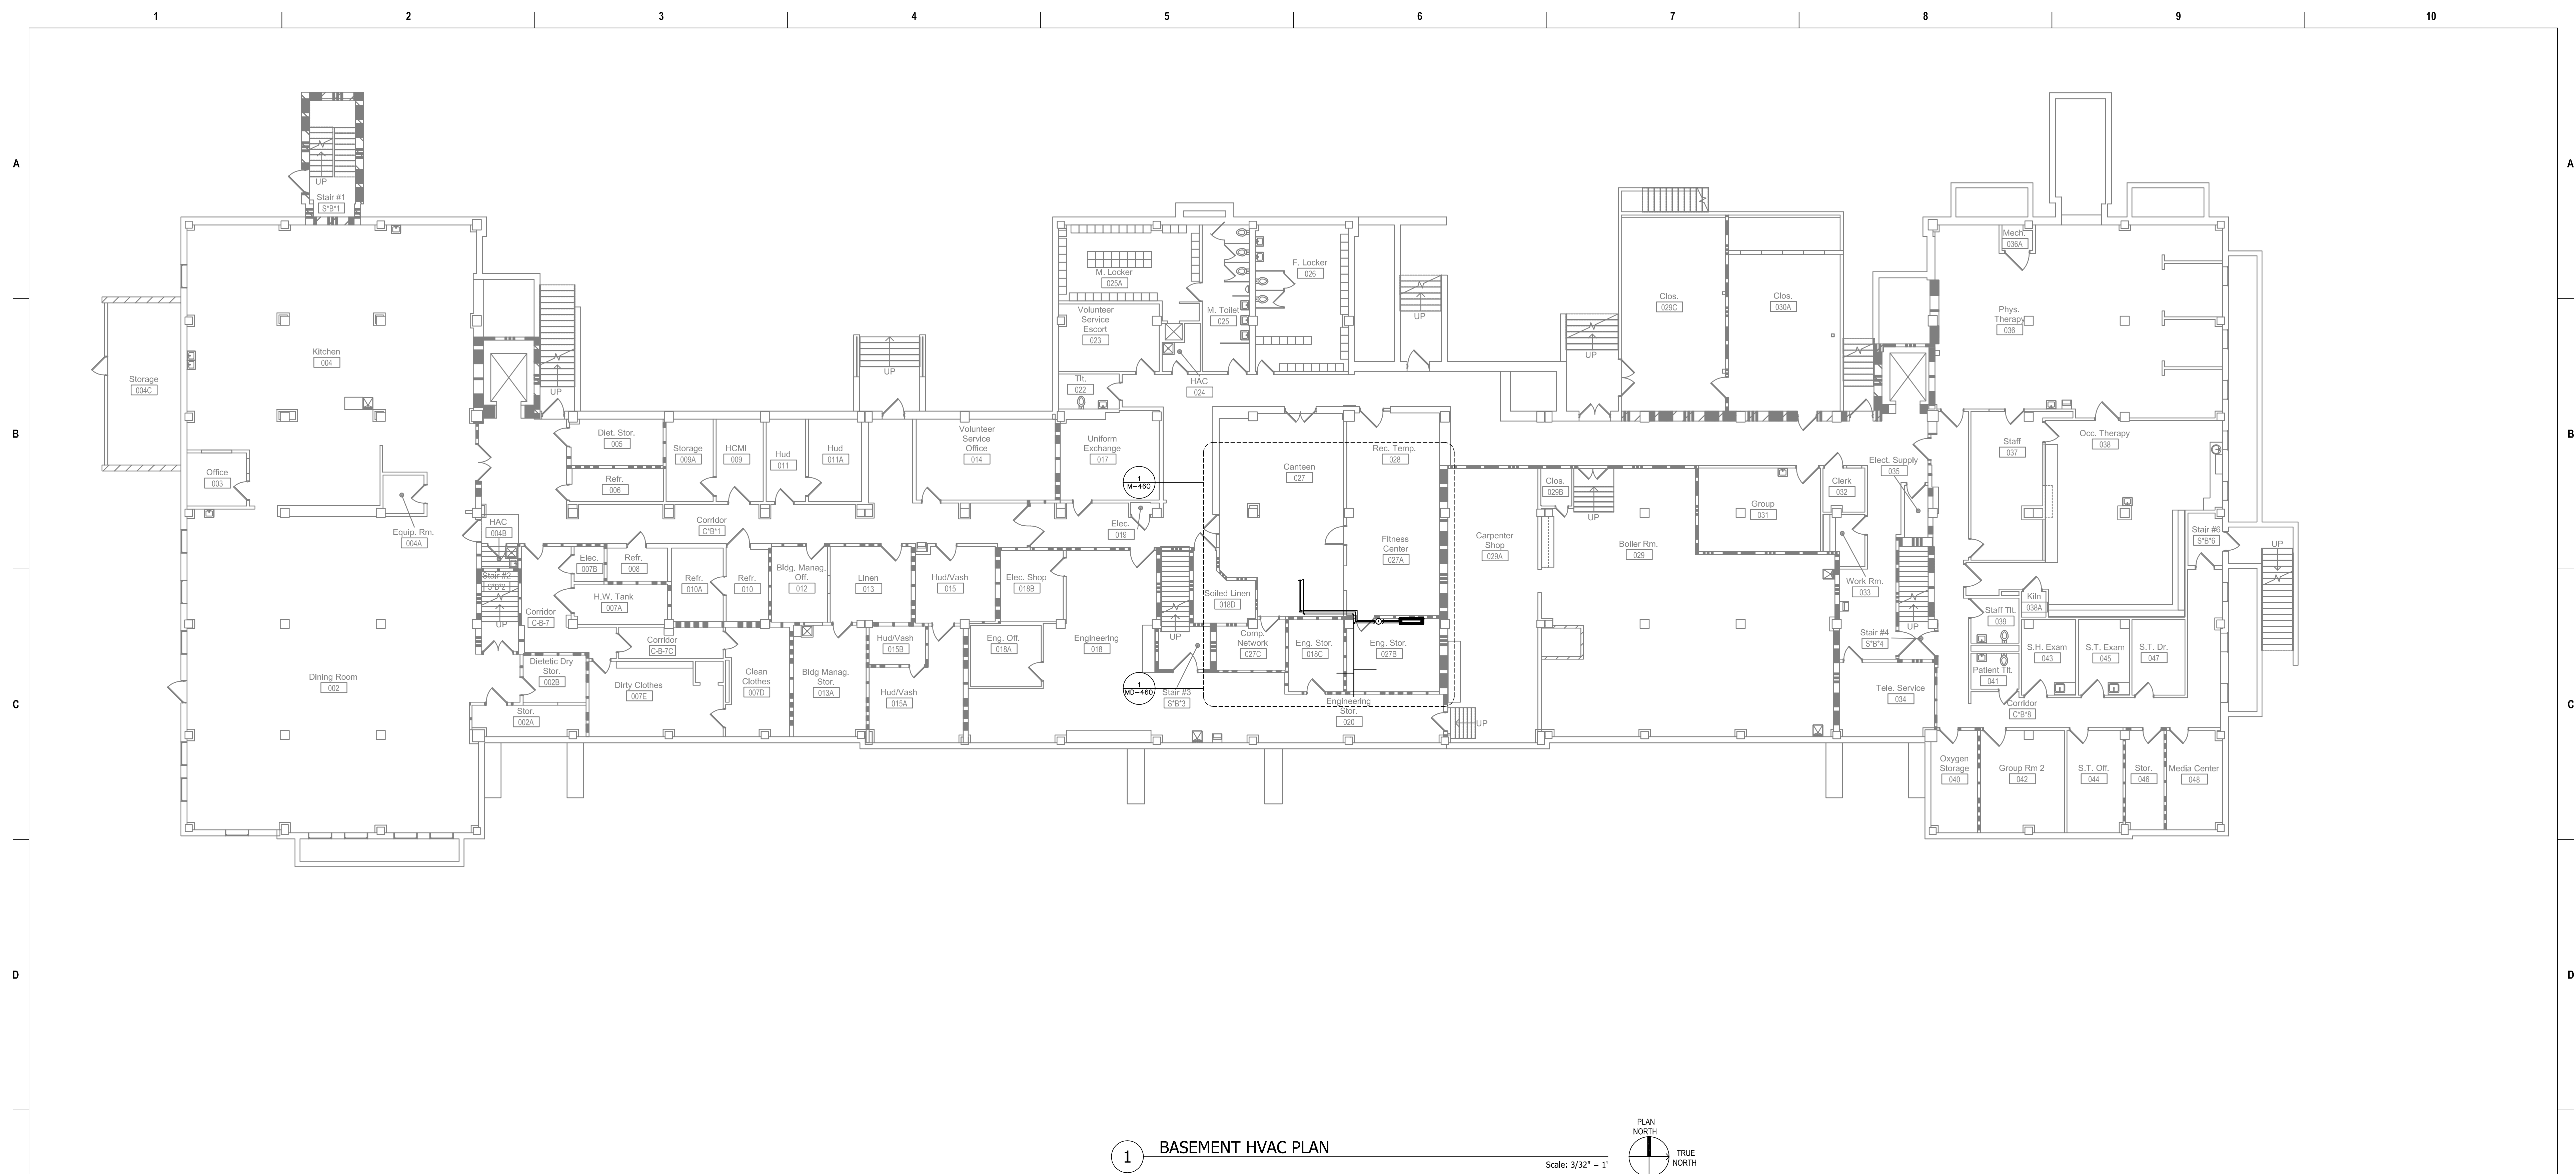 1 2 3 4 5 6 7 8 9 10
A A
UP
Stair #1
S*B*1
Mech.
036A
M. Locker
025A
F. Locker
026
Clos.
029C
Clos.
030A
Volunteer
Service
Escort
023
M. Toilet
025
Phys.
Therapy
036
UP
UP
UP
UP
Kitchen
004
Storage
004C
HAC
024
Tlt.
022
B B
Diet. Stor.
005
Storage
009A
HCMI
009
Hud
011
Hud
011A
Volunteer
Service
Office
014
Uniform
Exchange
017
Canteen
027
Rec. Temp.
028
Staff
037
Occ. Therapy
038
Elect. Supply
035
Office
003
Refr.
006
1
M-460
Clos.
029B
UP
Group
031
Clerk
032
Equip. Rm.
004A
HAC
004B
Corridor
C*B*1
Elec.
019
Fitness
Center
027A
Carpenter
Shop
029A
Boiler Rm.
029
Stair #6
S*B*6
UP
Elec.
007B
Refr.
008
Refr.
010A
Refr.
010
Bldg. Manag.
Off.
012
Linen
013
Hud/Vash
015
Elec. Shop
018B
Work Rm.
033
Stair #2
S*B*2
H.W. Tank
007A
Soiled Linen
018D
Kiln
038A
Staff Tlt.
039
Corridor
C-B-7
UP
Corridor
C-B-7C
Hud/Vash
015B
Eng. Off.
018A
Engineering
018
UP
Comp.
Network
027C
Eng. Stor.
018C
Eng. Stor.
027B
UP
Stair #4
S*B*4
S.H. Exam
043
S.T. Exam
045
S.T. Dr.
047
Dietetic Dry
Stor.
002B
Patient Tlt.
041
Dining Room
002
Dirty Clothes
007E
Clean
Clothes
007D
Bldg Manag.
Stor.
013A
Hud/Vash
015A
1
MD-460
Stair #3
S*B*3
Tele. Service
034
C C
Stor.
002A
Engineering
Stor.
020
UP
Corridor
C*B*8
Oxygen
Storage
040
Group Rm 2
042
S.T. Off.
044
Stor.
046
Media Center
048
D D
1 BASEMENT HVAC PLAN
Scale: 3/32" = 1'
PLAN
NORTH
TRUE
NORTH